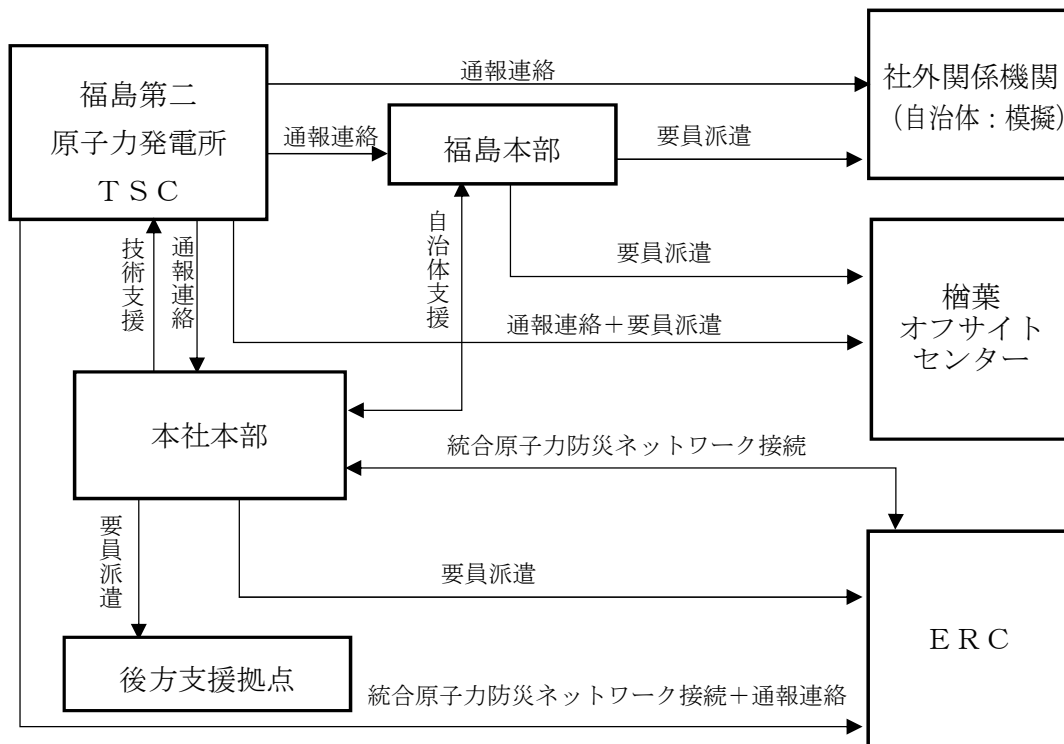 福島第二
原子力発電所
ＴＳＣ
通報連絡
社外関係機関
（自治体：模擬）
通報連絡
福島本部
要員派遣
技術支援
通報連絡
自治体支援
要員派遣
通報連絡＋要員派遣
楢葉
オフサイト
センター
本社本部
統合原子力防災ネットワーク接続
要員派遣
要員派遣
ＥＲＣ
後方支援拠点
統合原子力防災ネットワーク接続＋通報連絡